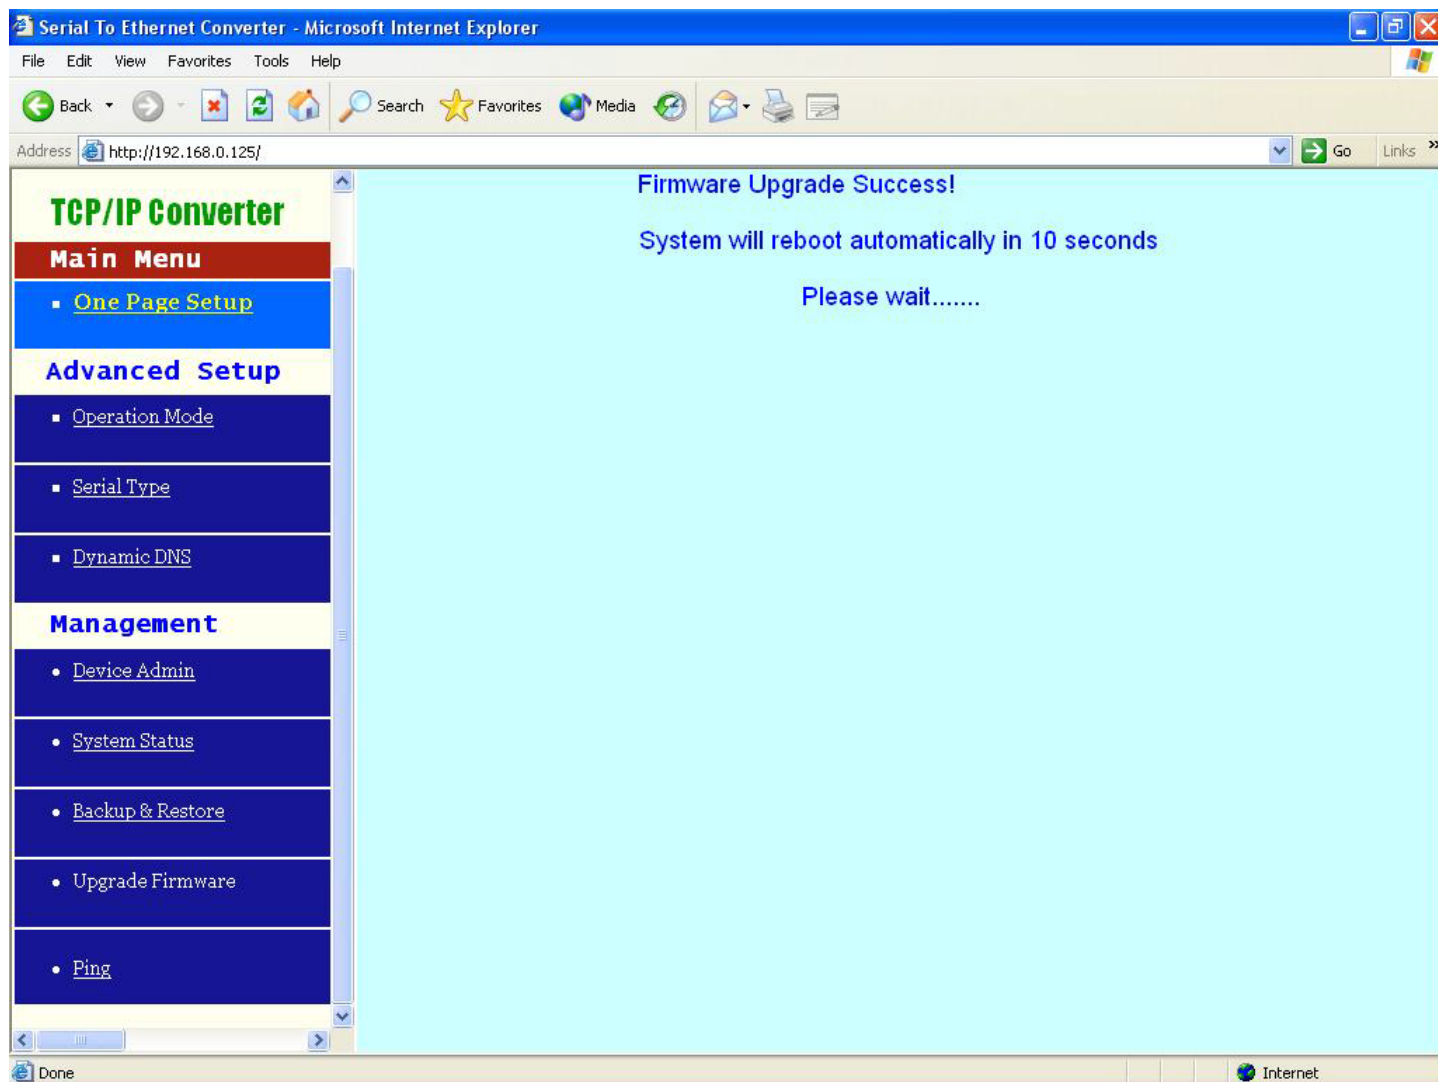 Serial To Ethernet Converter - Microsoft Internet Explorer
File Edit View Favorites Tools Help
Back Search Favorites Media
Address http://192.168.0.125/ Go Links »
TCP/IP Converter
Main Menu
One Page Setup
Advanced Setup
Operation Mode
Serial Type
Dynamic DNS
Management
Device Admin
System Status
Backup & Restore
Upgrade Firmware
Ping
Firmware Upgrade Success!
System will reboot automatically in 10 seconds
Please wait.......
Done Internet